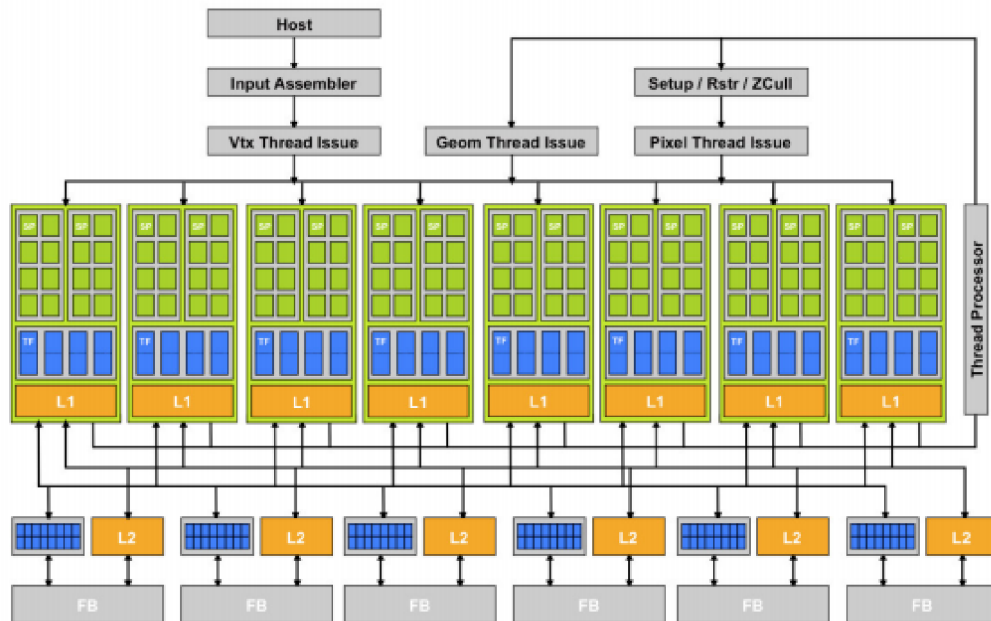 Host
Input Assembler
Setup / Rstr / ZCull
Vtx Thread Issue
Geom Thread Issue
Pixel Thread Issue
SP SP SP SP SP SP SP SP SP SP SP SP SP SP SP SP
Thread Processor
TF TF TF TF TF TF TF TF
L1 L1 L1 L1 L1 L1 L1 L1
L2 L2 L2 L2 L2 L2
FB FB FB FB FB FB